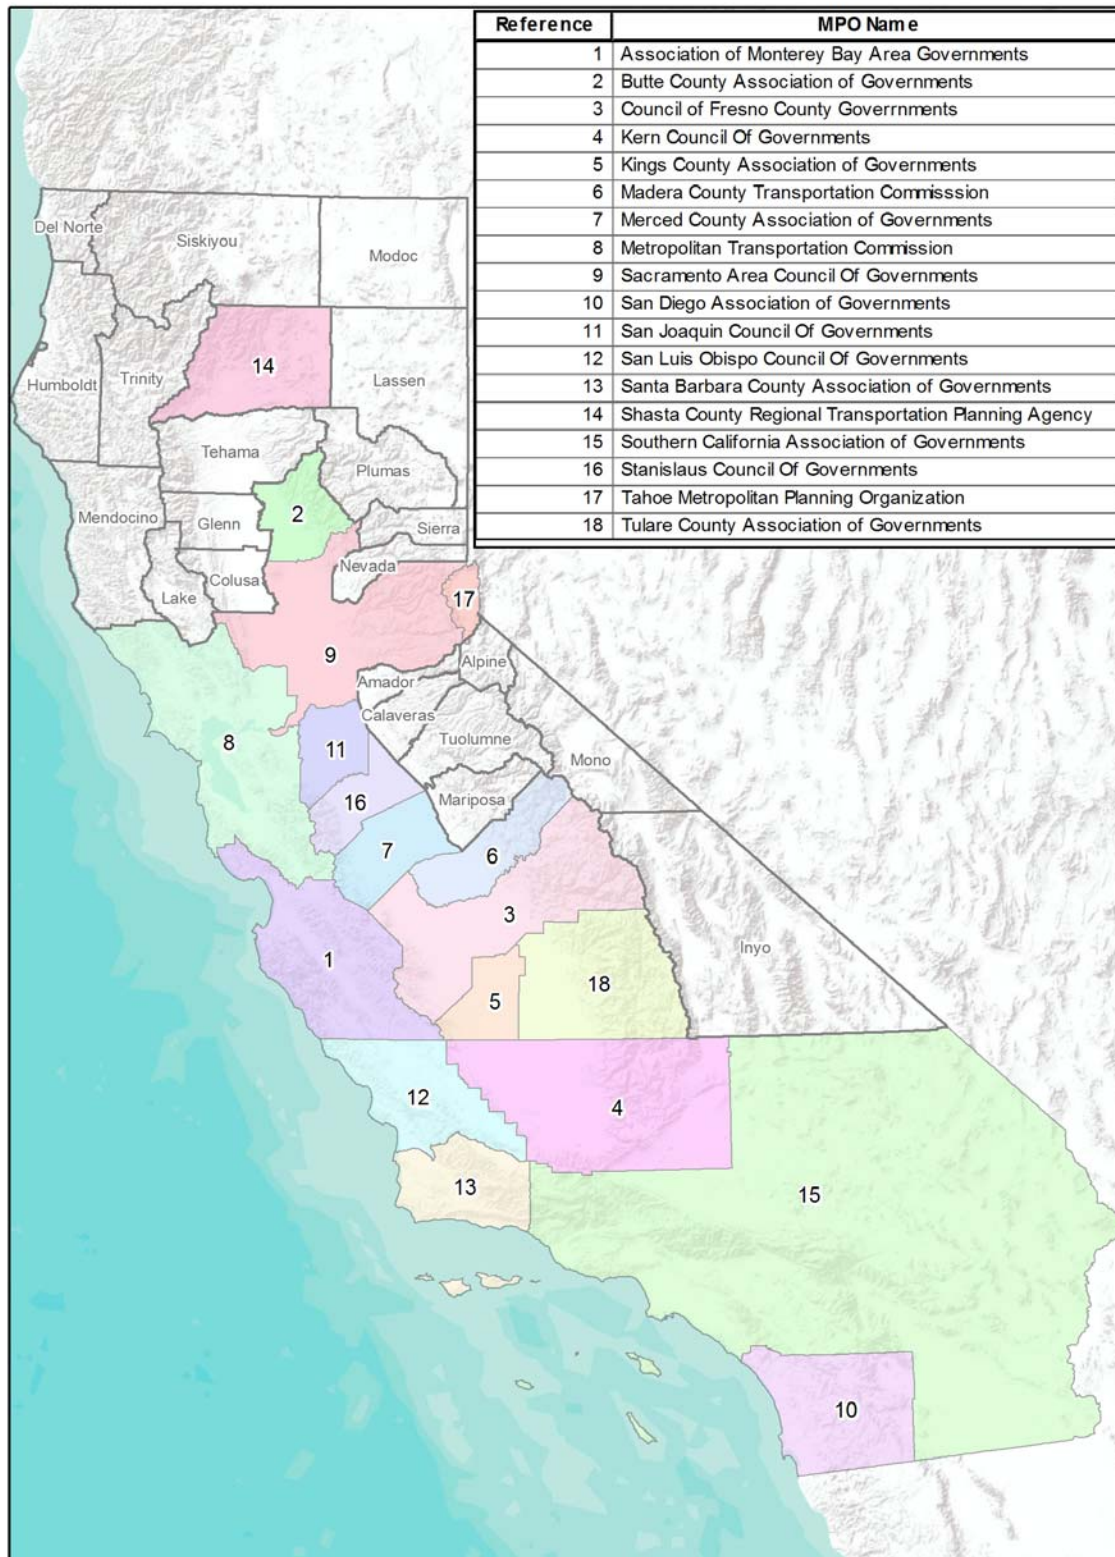 Reference MPO Name
1 Association of Monterey Bay Area Governments
2 Butte County Association of Governments
3 Council of Fresno County Goverrnments
4 Kern Council Of Governments
5 Kings County Association of Governments
6 Madera County Transportation Commisssion
7 Merced County Association of Governments
8 Metropolitan Transportation Commission
9 Sacramento Area Council Of Governments
10 San Diego Association of Governments
11 San Joaquin Council Of Governments
12 San Luis Obispo Council Of Governments
13 Santa Barbara County Association of Governments
14 Shasta County Regional Transportation Planning Agency
15 Southern California Association of Governments
16 Stanislaus Council Of Governments
17 Tahoe Metropolitan Planning Organization
18 Tulare County Association of Governments
Del Norte
Siskiyou
Modoc
14
Humboldt
Trinity
Lassen
Tehama
Plumas
Mendocino
Glenn
2
Sierra
Nevada
Colusa
Lake
17
9
Alpine
Amador
Calaveras
8
11
Tuolumne
Mono
16
Mariposa
7
6
3
1
Inyo
5
18
12
4
13
15
10